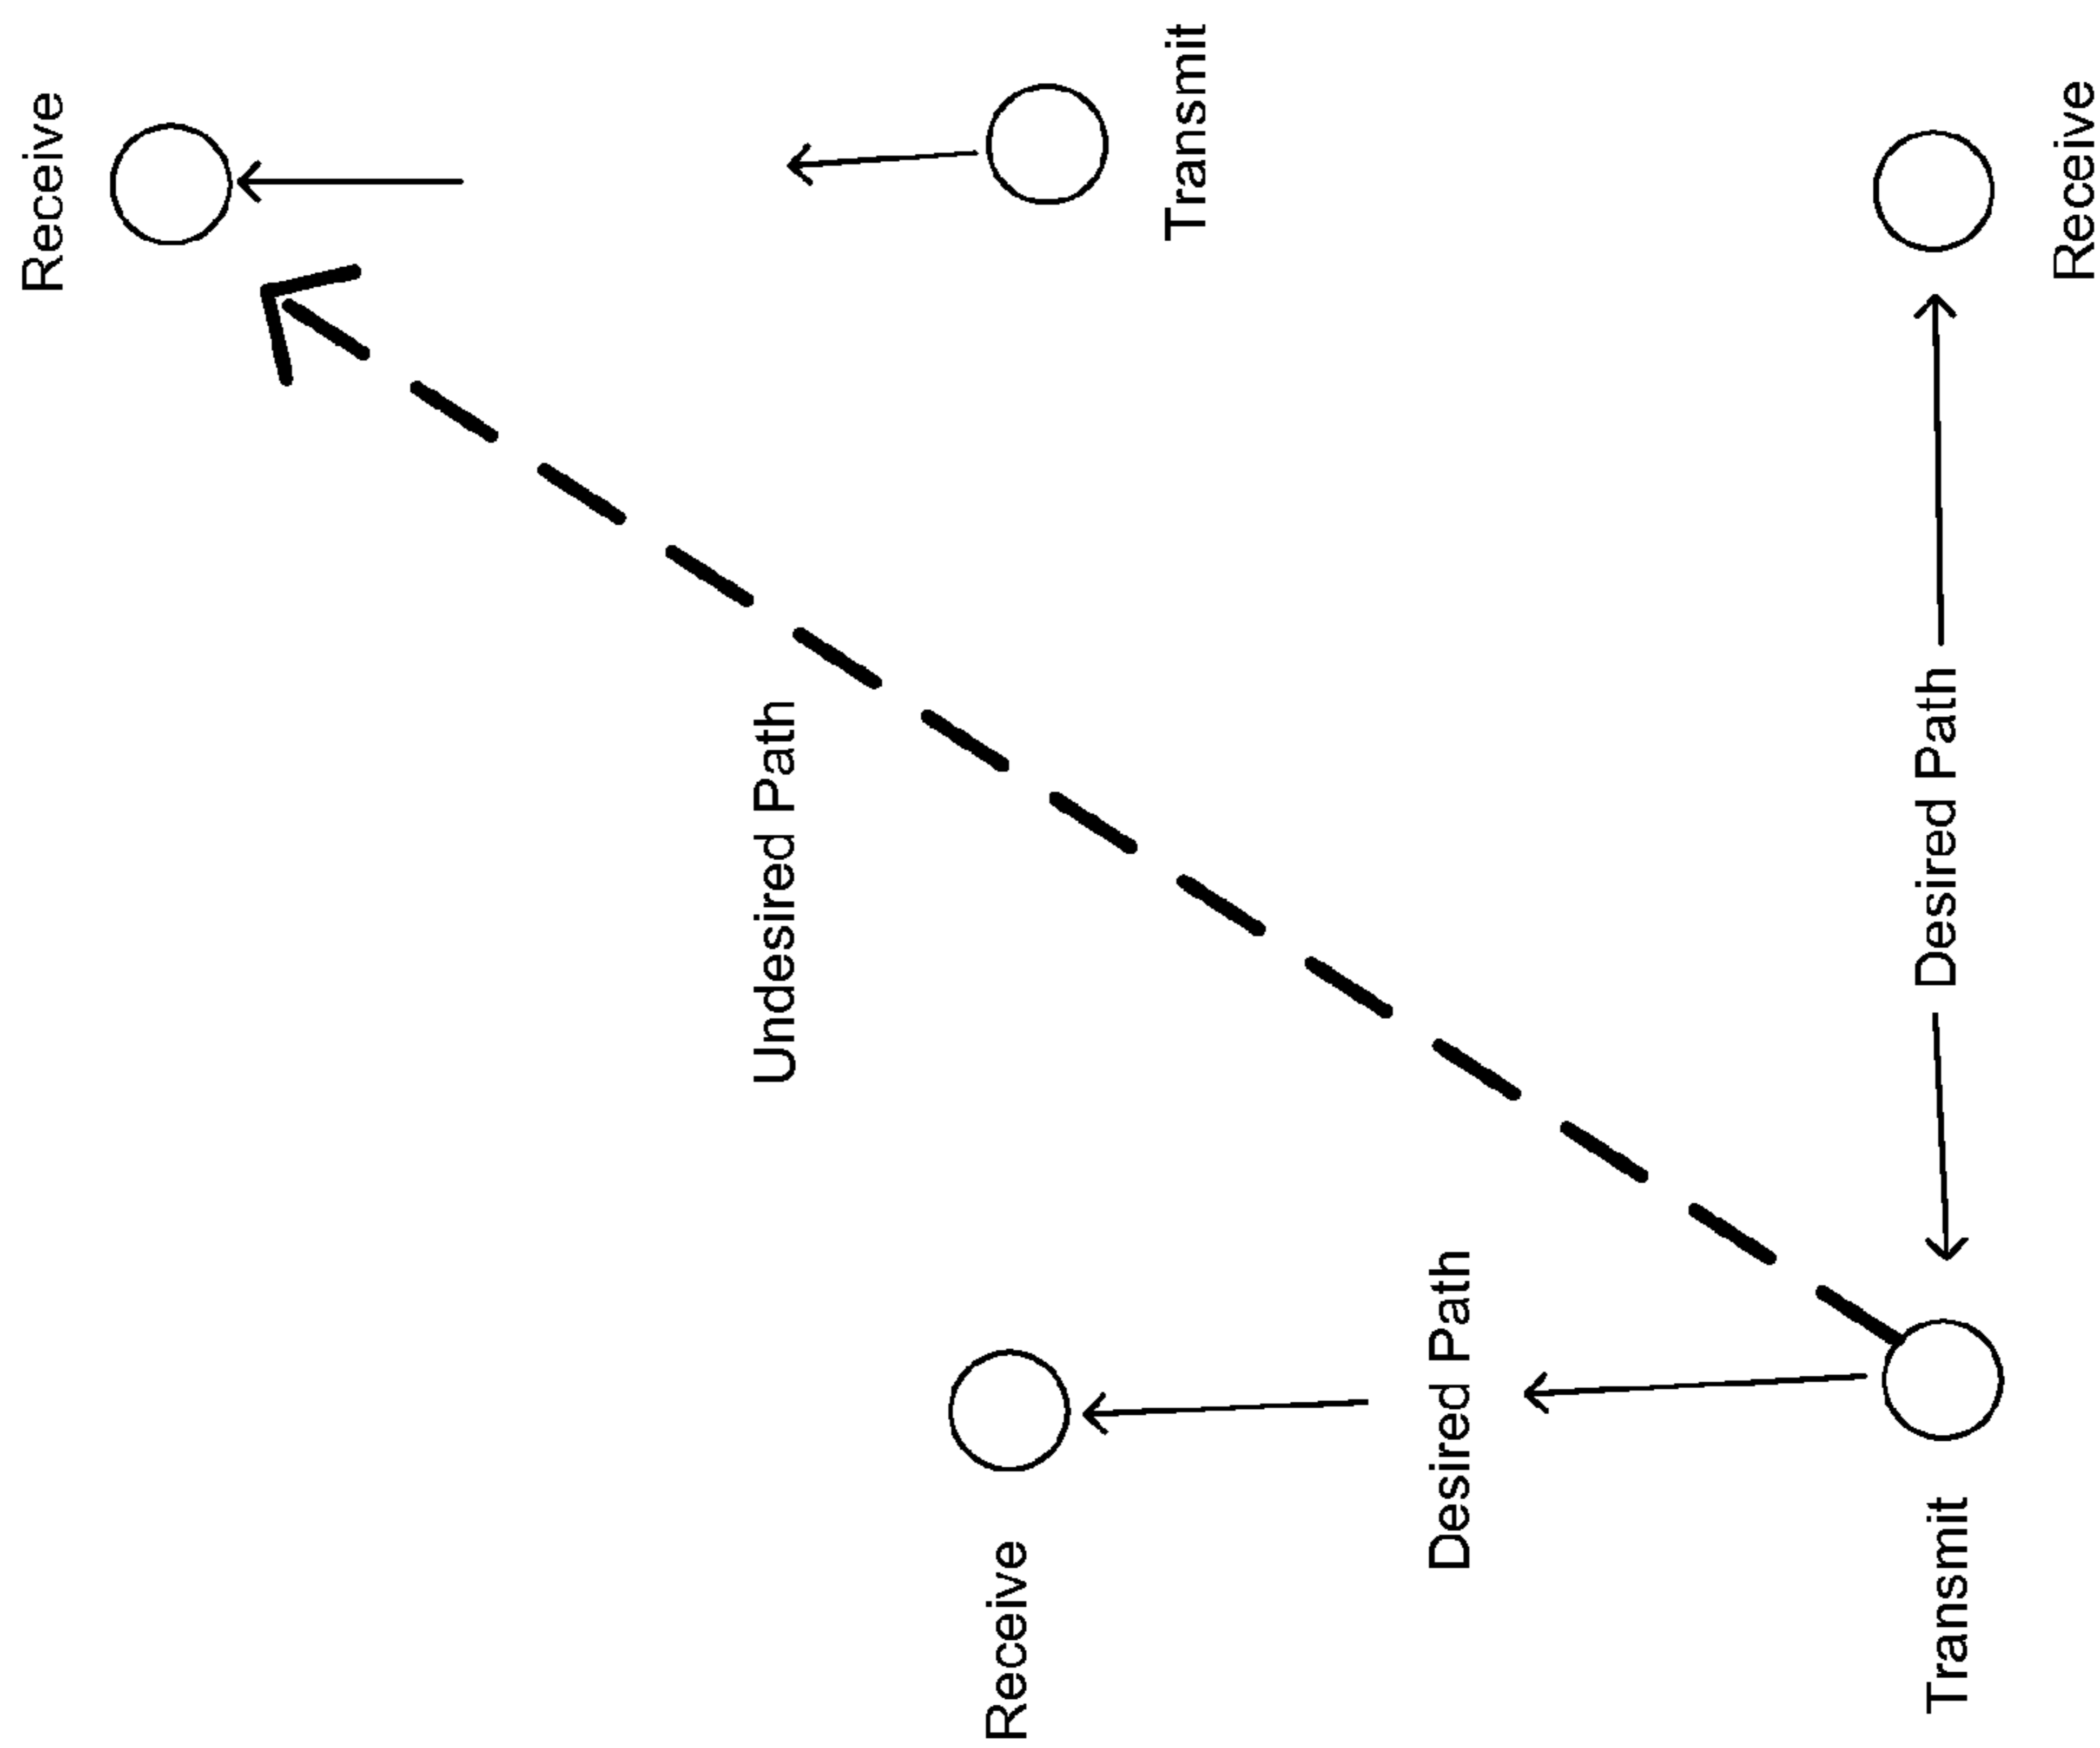 Receive
Undesired Path
Receive
Transmit
Desired Path
Transmit
Desired Path
Receive